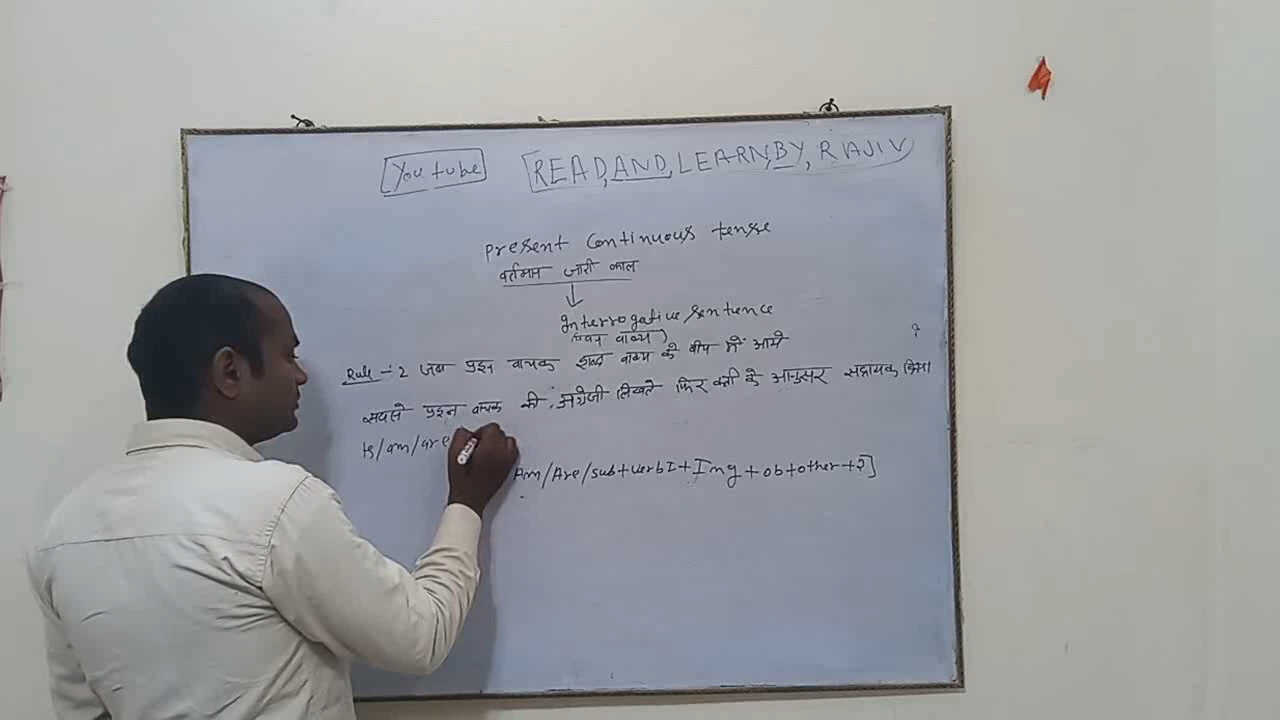 You tube READ, AND, LEARN, BY, RAJIV
Present Continuous tense
वर्तमान जारी काल
Interrogative sentence
वाक्य)
Rule :- 2 जब प्रश्न वाचक शब्द वाक्य के बीच में आये ?
सबसे प्रश्न वाचक की अंग्रेजी लिखते फिर कर्ता के अनुसार सहायक क्रिया
Is/am/are
Am/Are/sub+verb I+Ing+ob+other+?]